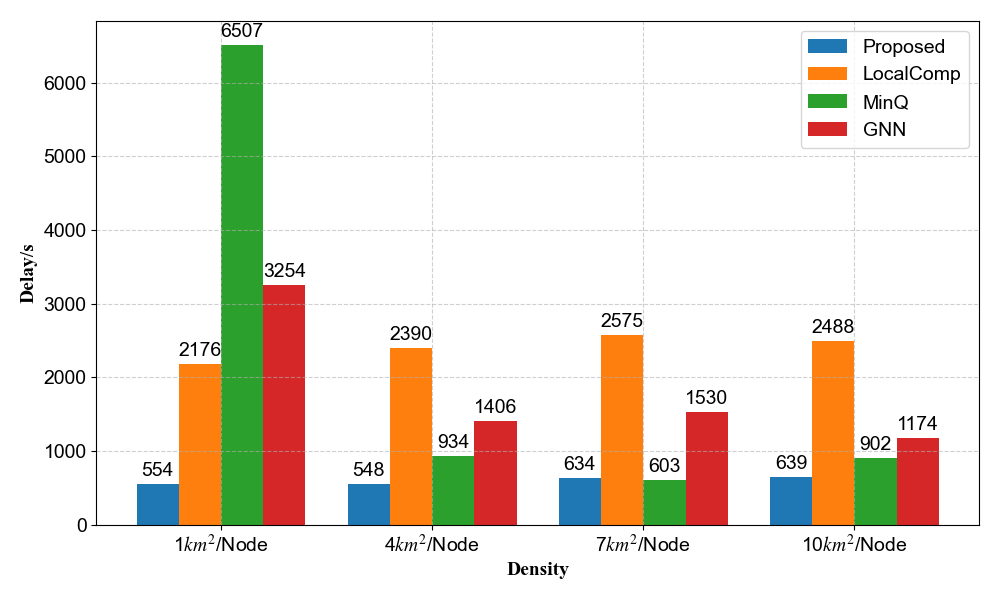 6507
3254
2176
554
2390
1406
934
548
2575
1530
634
603
2488
1174
902
639
Proposed
LocalComp
MinQ
GNN
6000
5000
4000
3000
2000
1000
0
Delay/s
1km²/Node
4km²/Node
7km²/Node
10km²/Node
Density